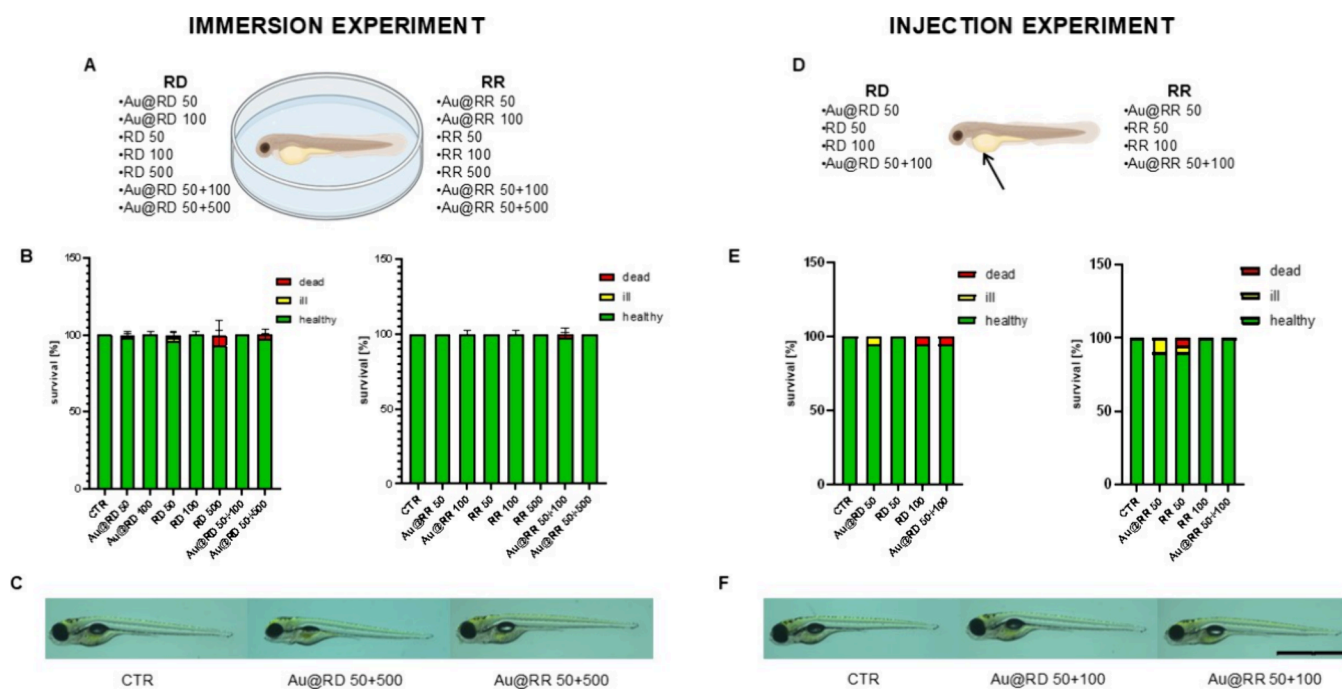 IMMERSION EXPERIMENT
INJECTION EXPERIMENT
A
RD
•Au@RD 50
•Au@RD 100
•RD 50
•RD 100
•RD 500
•Au@RD 50+100
•Au@RD 50+500
RR
•Au@RR 50
•Au@RR 100
•RR 50
•RR 100
•RR 500
•Au@RR 50+100
•Au@RR 50+500
D
RD
•Au@RD 50
•RD 50
•RD 100
•Au@RD 50+100
RR
•Au@RR 50
•RR 50
•RR 100
•Au@RR 50+100
B
survival [%]
150
100
50
0
dead
ill
healthy
CTR
Au@RD 50
Au@RD 100
RD 50
RD 100
RD 500
Au@RD 50+100
Au@RD 50+500
survival [%]
150
100
50
0
dead
ill
healthy
CTR
Au@RR 50
Au@RR 100
RR 50
RR 100
RR 500
Au@RR 50+100
Au@RR 50+500
E
survival [%]
150
100
50
0
dead
ill
healthy
CTR
Au@RD 50
RD 50
RD 100
Au@RD 50+100
survival [%]
150
100
50
0
dead
ill
healthy
CTR
Au@RR 50
RR 50
RR 100
Au@RR 50+100
C
CTR
Au@RD 50+500
Au@RR 50+500
F
CTR
Au@RD 50+100
Au@RR 50+100